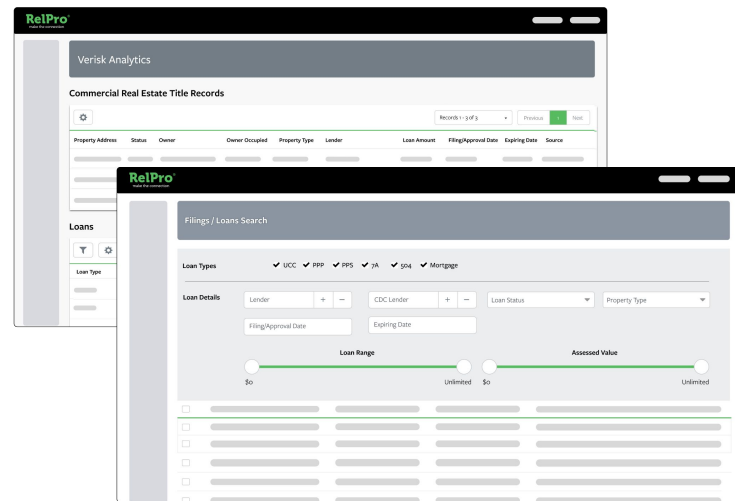 RelPro®
make the connection
Verisk Analytics
Commercial Real Estate Title Records
Records 1 - 3 of 3
Previous
1
Next
Property Address Status Owner Owner Occupied Property Type Lender Loan Amount Filing/Approval Date Expiring Date Source
Loans
Loan Type
RelPro®
make the connection
Filings / Loans Search
Loan Types
UCC PPP PPS 7A 504 Mortgage
Loan Details
Lender + −
CDC Lender + −
Loan Status
Property Type
Filing/Approval Date
Expiring Date
Loan Range
Assessed Value
$0 Unlimited
$0 Unlimited